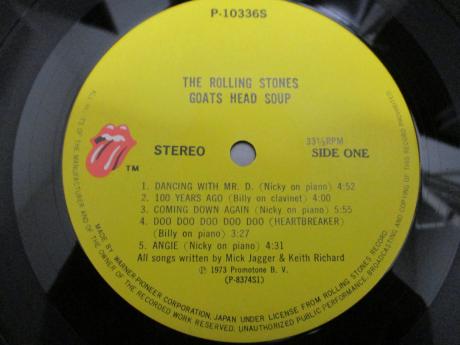 P-10336S
THE ROLLING STONES
GOATS HEAD SOUP
STEREO
33⅓RPM
SIDE ONE
TM
1. DANCING WITH MR. D. (Nicky on piano) 4:52
2. 100 YEARS AGO (Billy on clavinet) 4:00
3. COMING DOWN AGAIN (Nicky on piano) 5:55
4. DOO DOO DOO DOO DOO (HEARTBREAKER)
(Billy on piano) 3:27
5. ANGIE (Nicky on piano) 4:31
All songs written by Mick Jagger & Keith Richard
Ⓟ 1973 Promotone B. V.
(P-8374S1)
ALL RIGHTS OF THE MANUFACTURER AND OF THE OWNER OF THE RECORDED WORK RESERVED. UNAUTHORIZED PUBLIC PERFORMANCE, BROADCASTING AND COPYING OF THIS RECORD PROHIBITED
MADE BY WARNER-PIONEER CORPORATION, JAPAN UNDER LICENSE FROM ROLLING STONES RECORD.